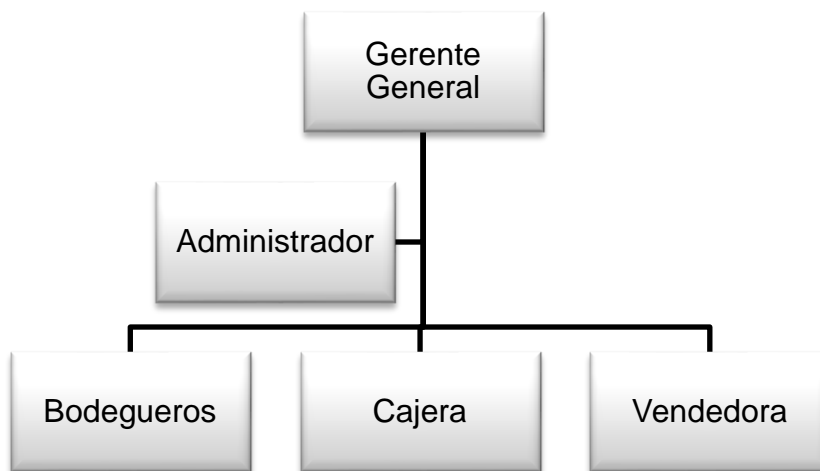 Gerente
General
Administrador
Bodegueros
Cajera
Vendedora